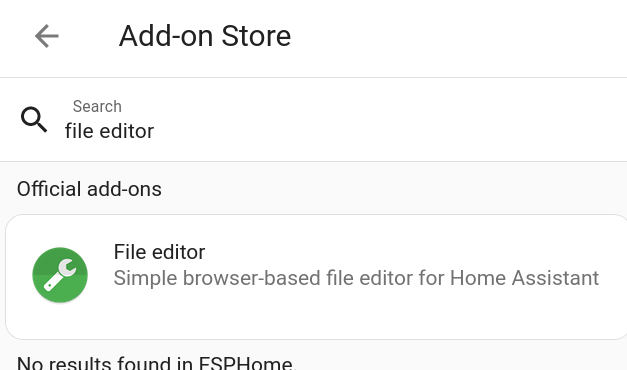 Add-on Store
Search
file editor
Official add-ons
File editor
Simple browser-based file editor for Home Assistant
No results found in ESPHome.